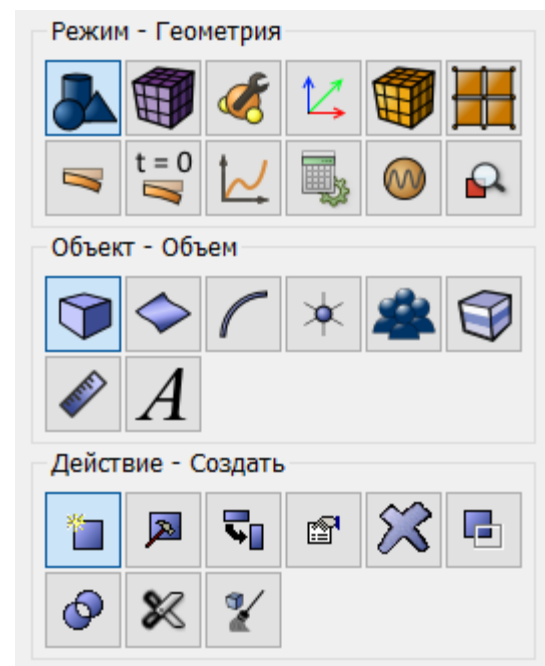 Режим - Геометрия
t = 0
Объект - Объем
A
Действие - Создать